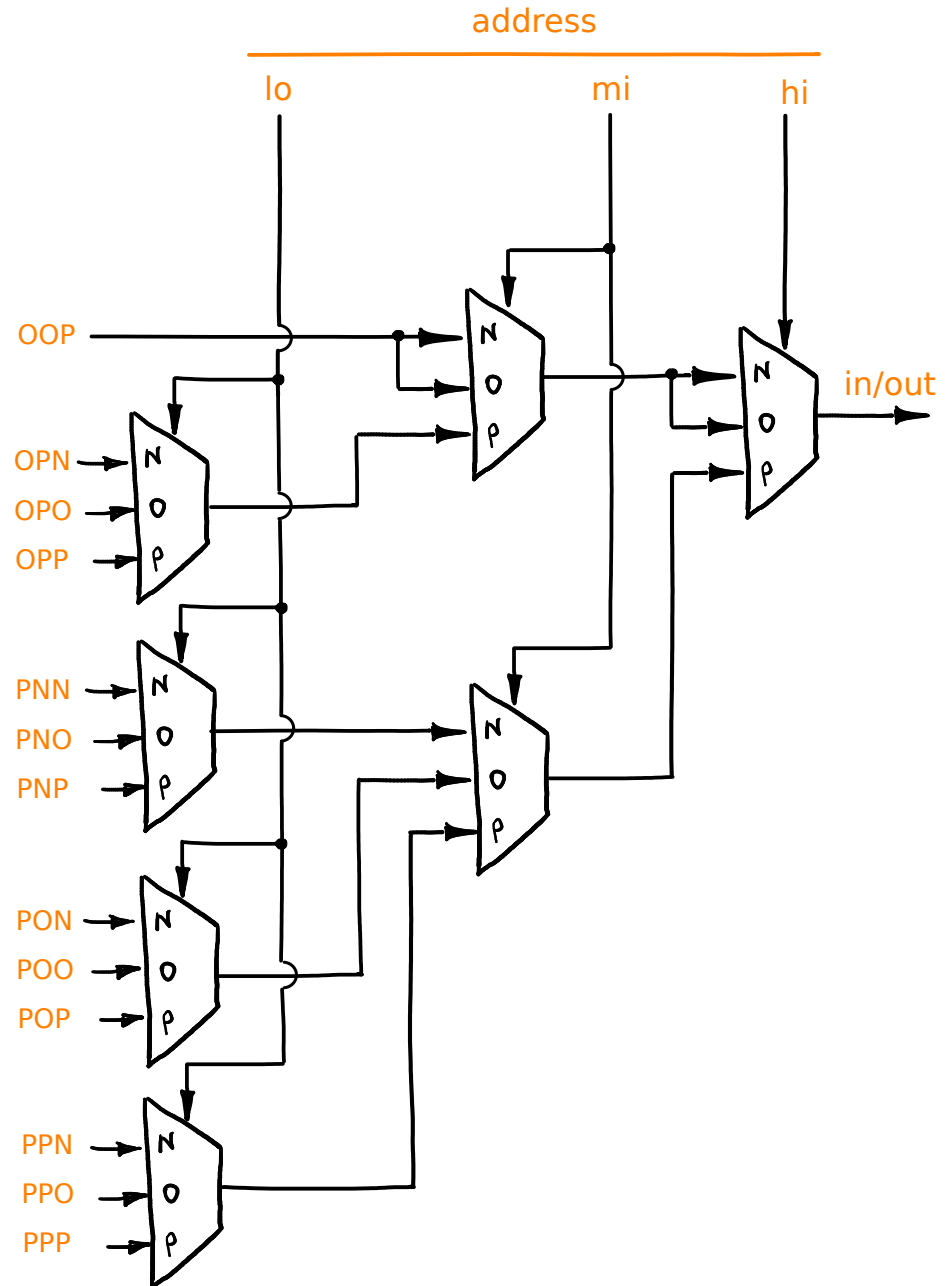 address
lo mi hi
OOP
N
O
P
N
O
P
in/out
OPN N
OPO O
OPP P
PNN N
PNO O
PNP P
N
O
P
PON N
POO O
POP P
PPN N
PPO O
PPP P